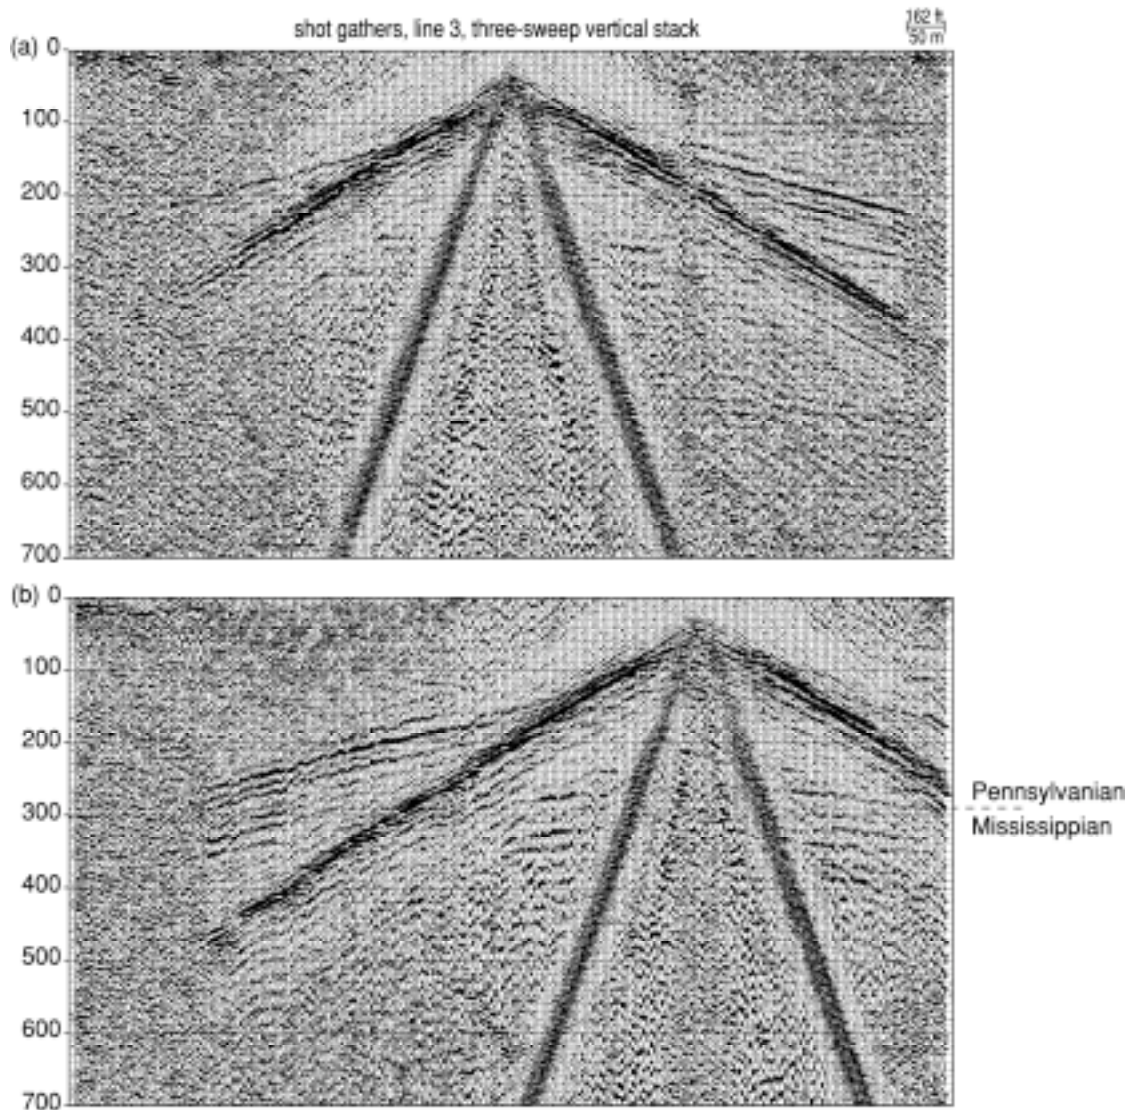 shot gathers, line 3, three-sweep vertical stack
162 ft
50 m
(a) 0
100
200
300
400
500
600
700
(b) 0
100
200
300
400
500
600
700
Pennsylvanian
Mississippian